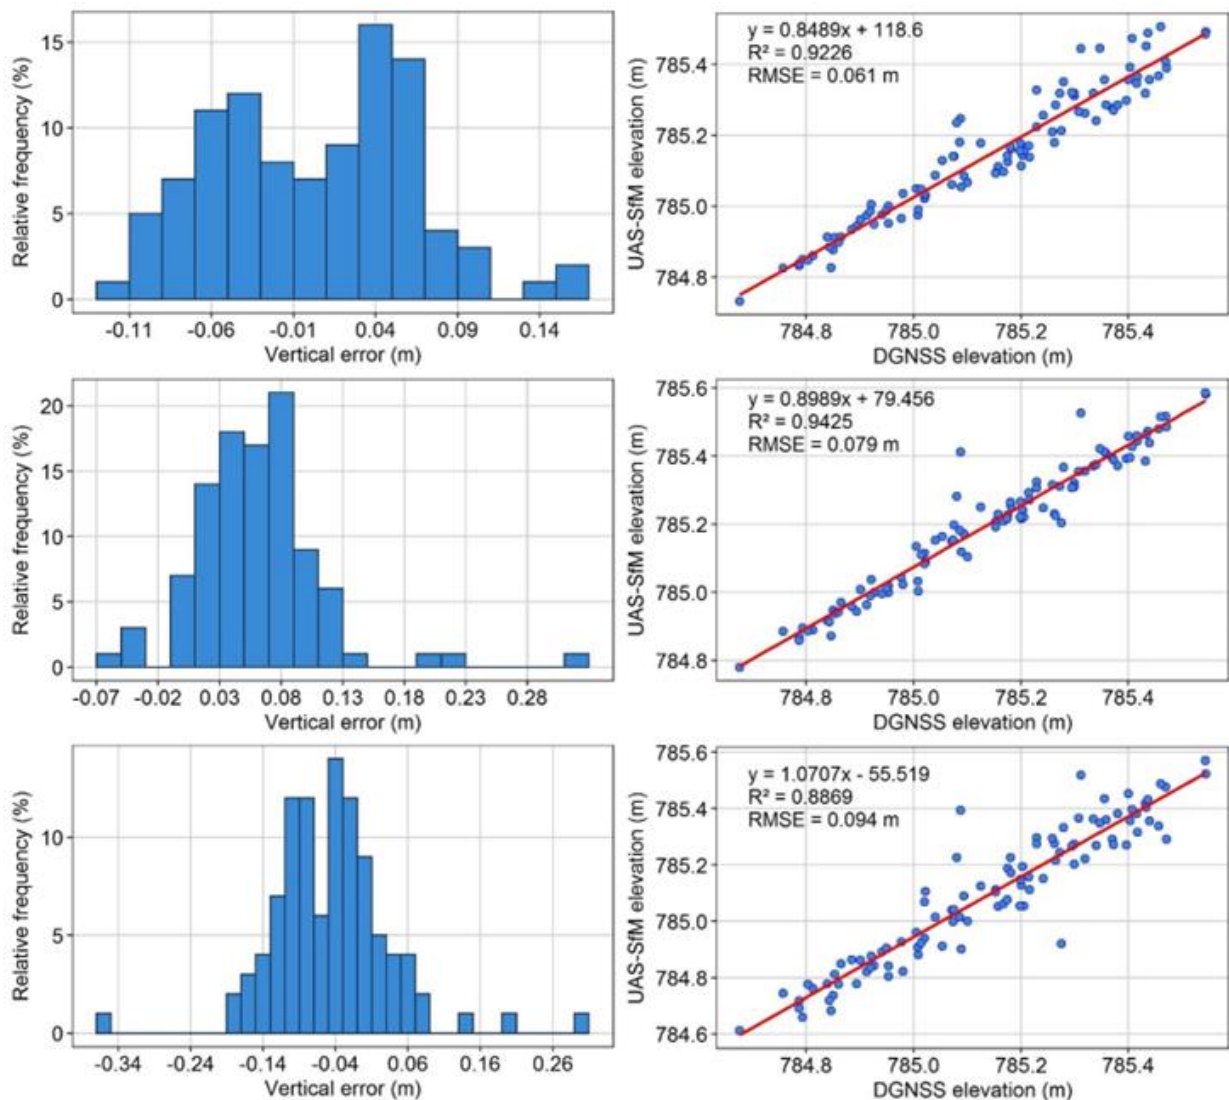 Relative frequency (%)
15
10
5
0
-0.11 -0.06 -0.01 0.04 0.09 0.14
Vertical error (m)
y = 0.8489x + 118.6
R² = 0.9226
RMSE = 0.061 m
UAS-SfM elevation (m)
785.4
785.2
785.0
784.8
784.8 785.0 785.2 785.4
DGNSS elevation (m)
Relative frequency (%)
20
15
10
5
0
-0.07 -0.02 0.03 0.08 0.13 0.18 0.23 0.28
Vertical error (m)
y = 0.8989x + 79.456
R² = 0.9425
RMSE = 0.079 m
UAS-SfM elevation (m)
785.6
785.4
785.2
785.0
784.8
784.8 785.0 785.2 785.4
DGNSS elevation (m)
Relative frequency (%)
10
5
0
-0.34 -0.24 -0.14 -0.04 0.06 0.16 0.26
Vertical error (m)
y = 1.0707x - 55.519
R² = 0.8869
RMSE = 0.094 m
UAS-SfM elevation (m)
785.6
785.4
785.2
785.0
784.8
784.6
784.8 785.0 785.2 785.4
DGNSS elevation (m)